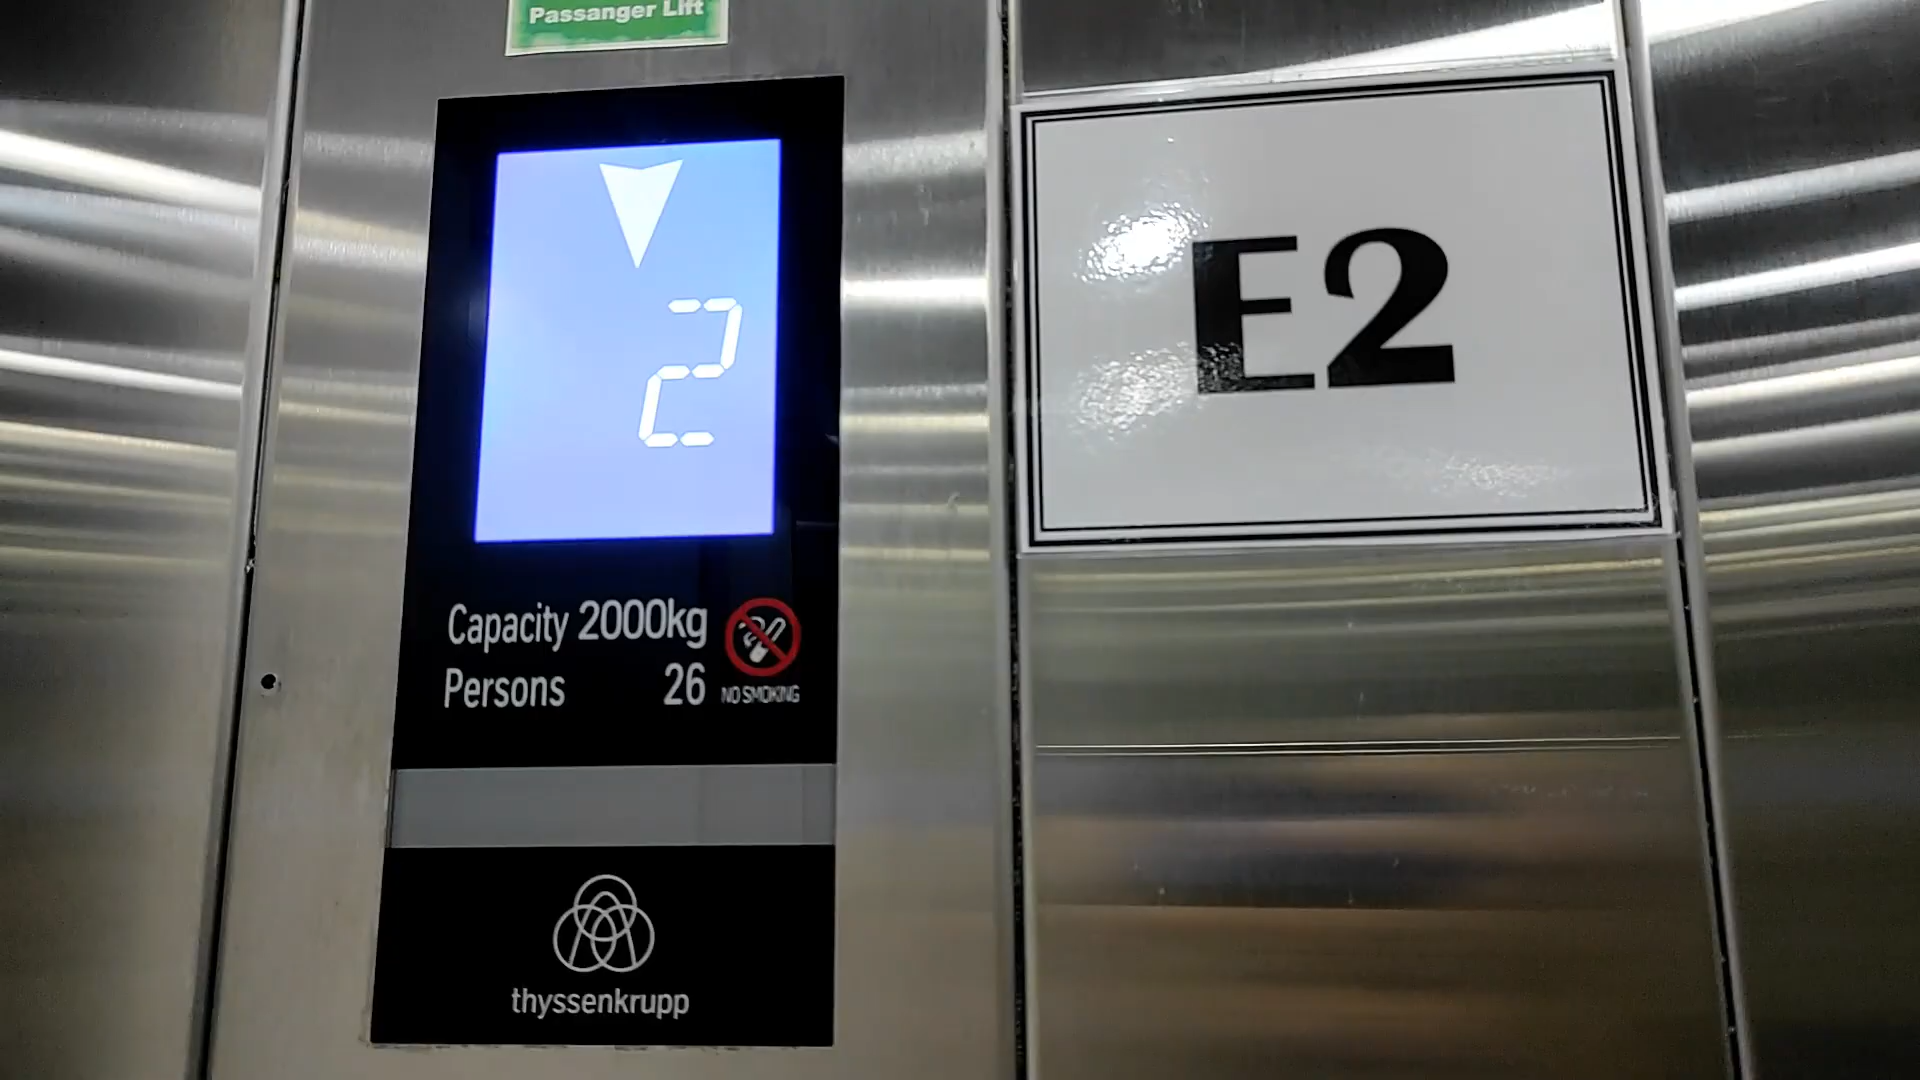 Passanger Lift
2
E2
Capacity 2000kg
Persons 26
NO SMOKING
thyssenkrupp